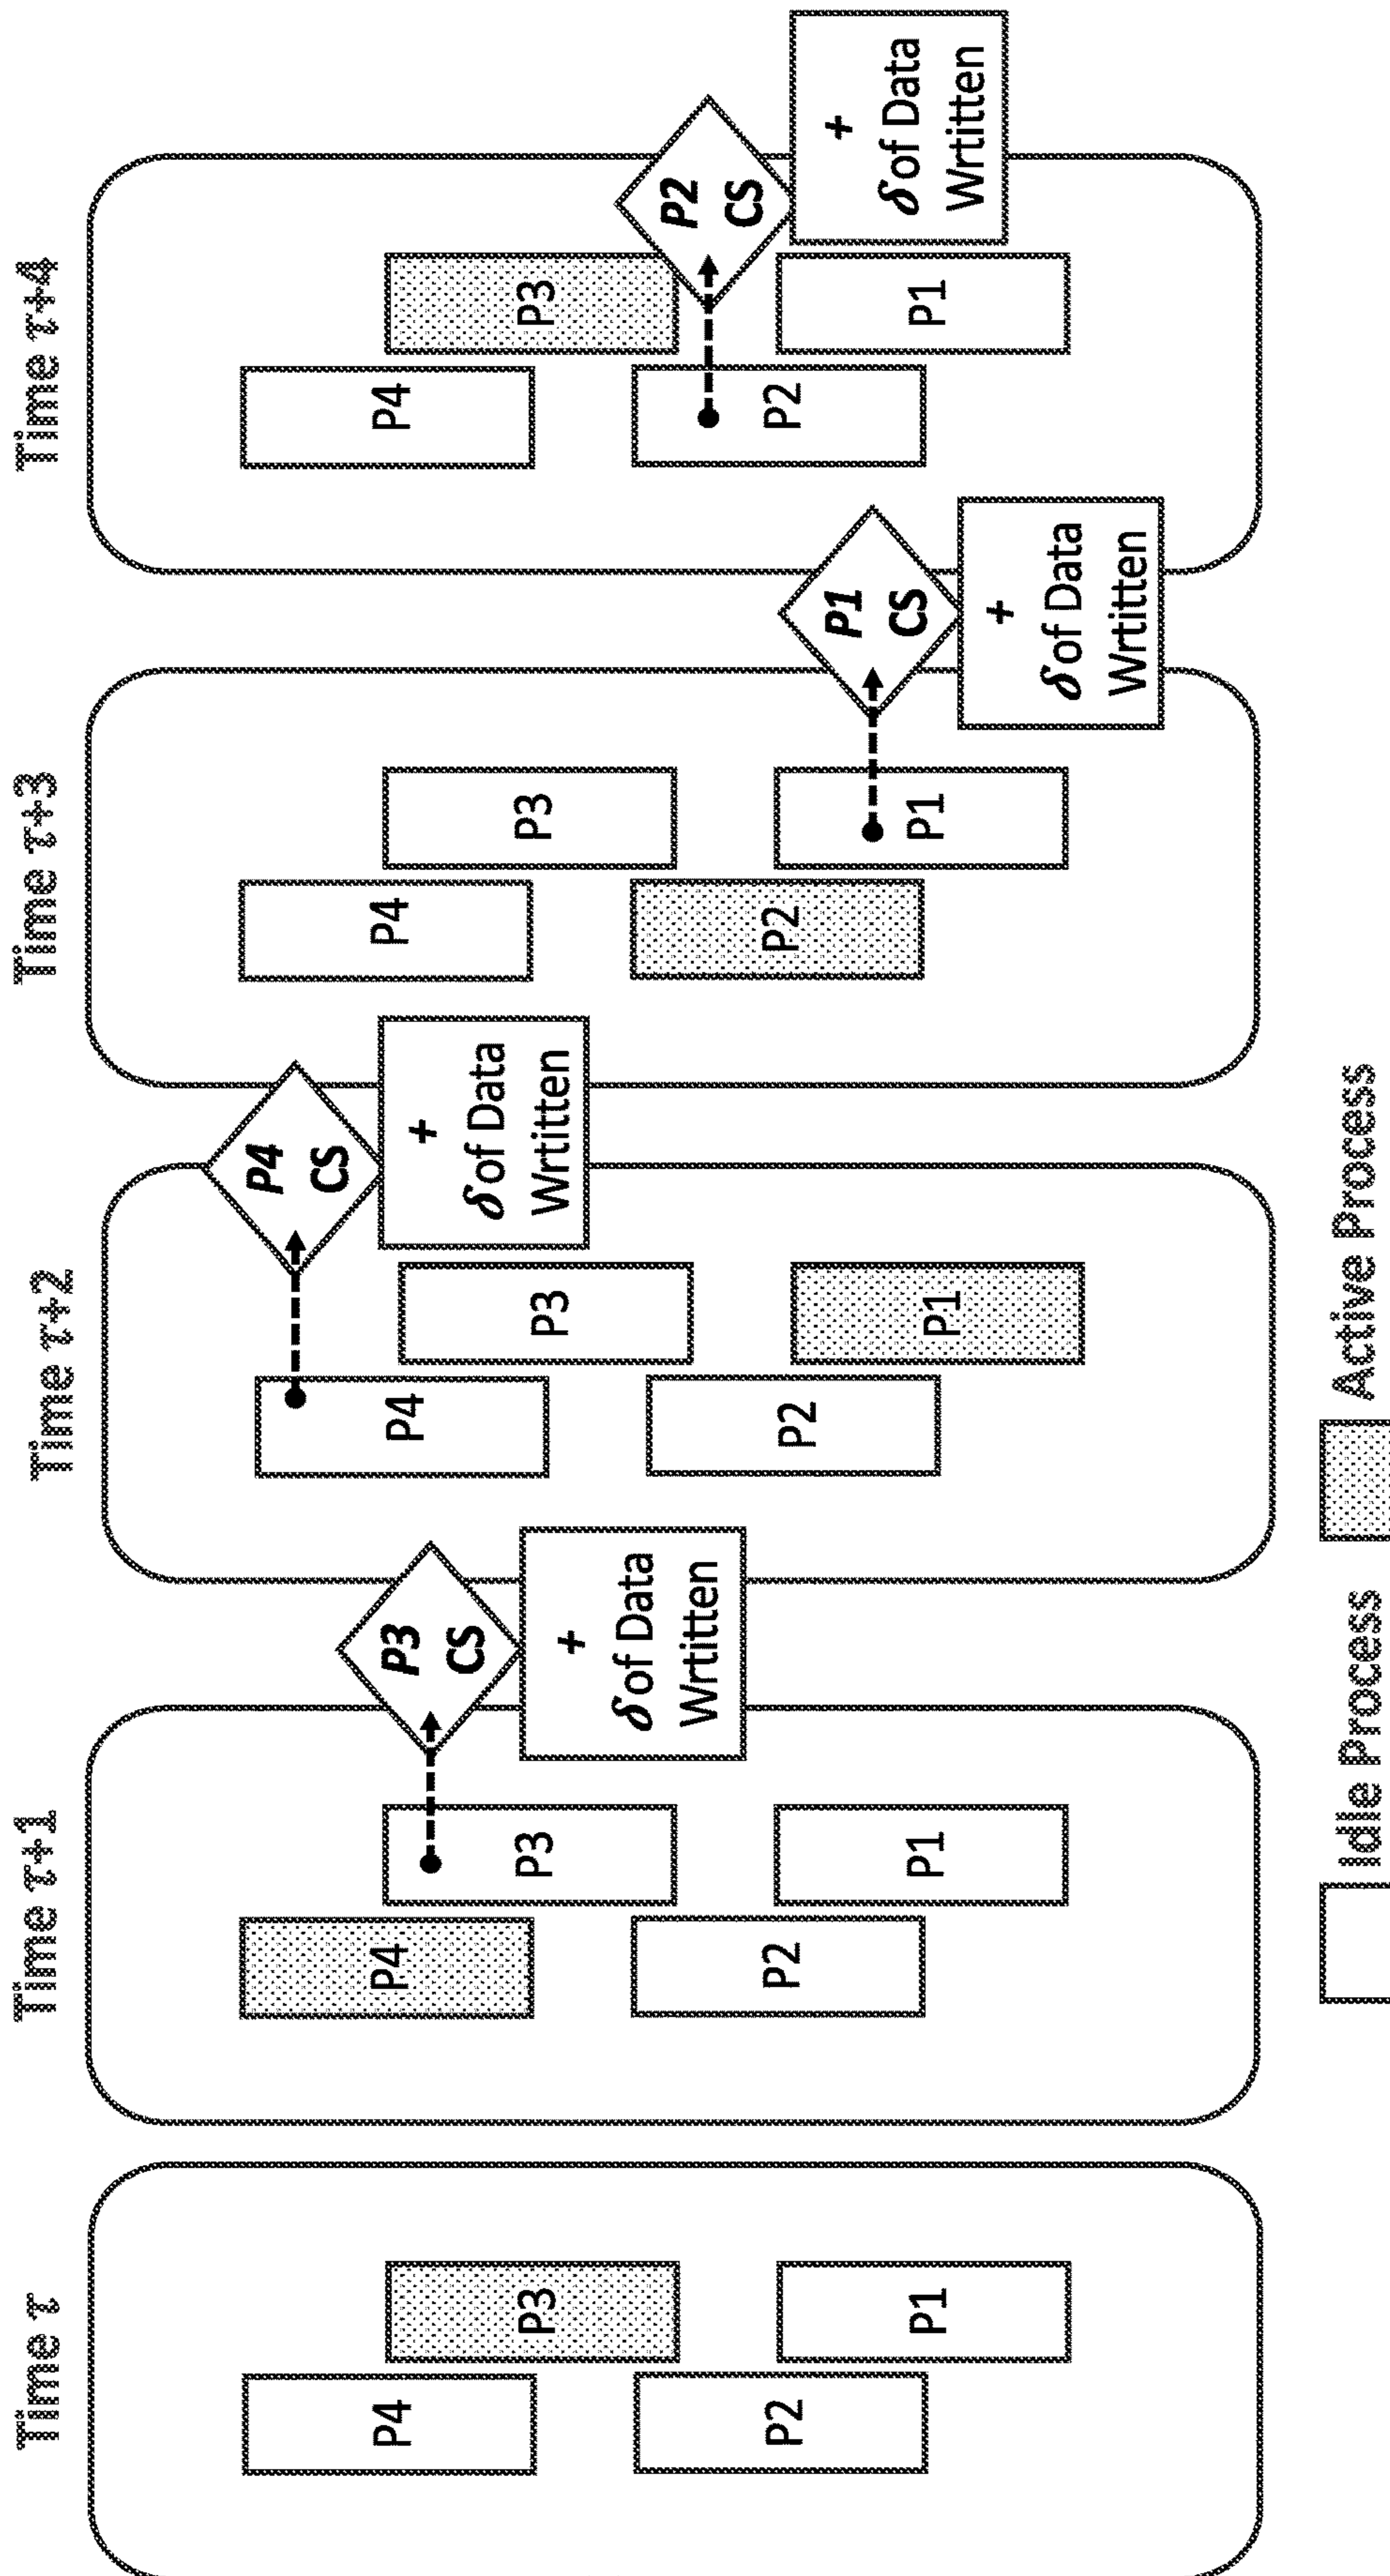 Time τ
P4
P3
P2
P1
Time τ+1
P4
P3
P2
P1
P3
CS
+
δ of Data
Wrtitten
Time τ+2
P4
P3
P2
P1
P4
CS
+
δ of Data
Wrtitten
Time τ+3
P4
P3
P2
P1
P1
CS
+
δ of Data
Wrtitten
Time τ+4
P4
P3
P2
P1
P2
CS
+
δ of Data
Wrtitten
Idle Process
Active Process